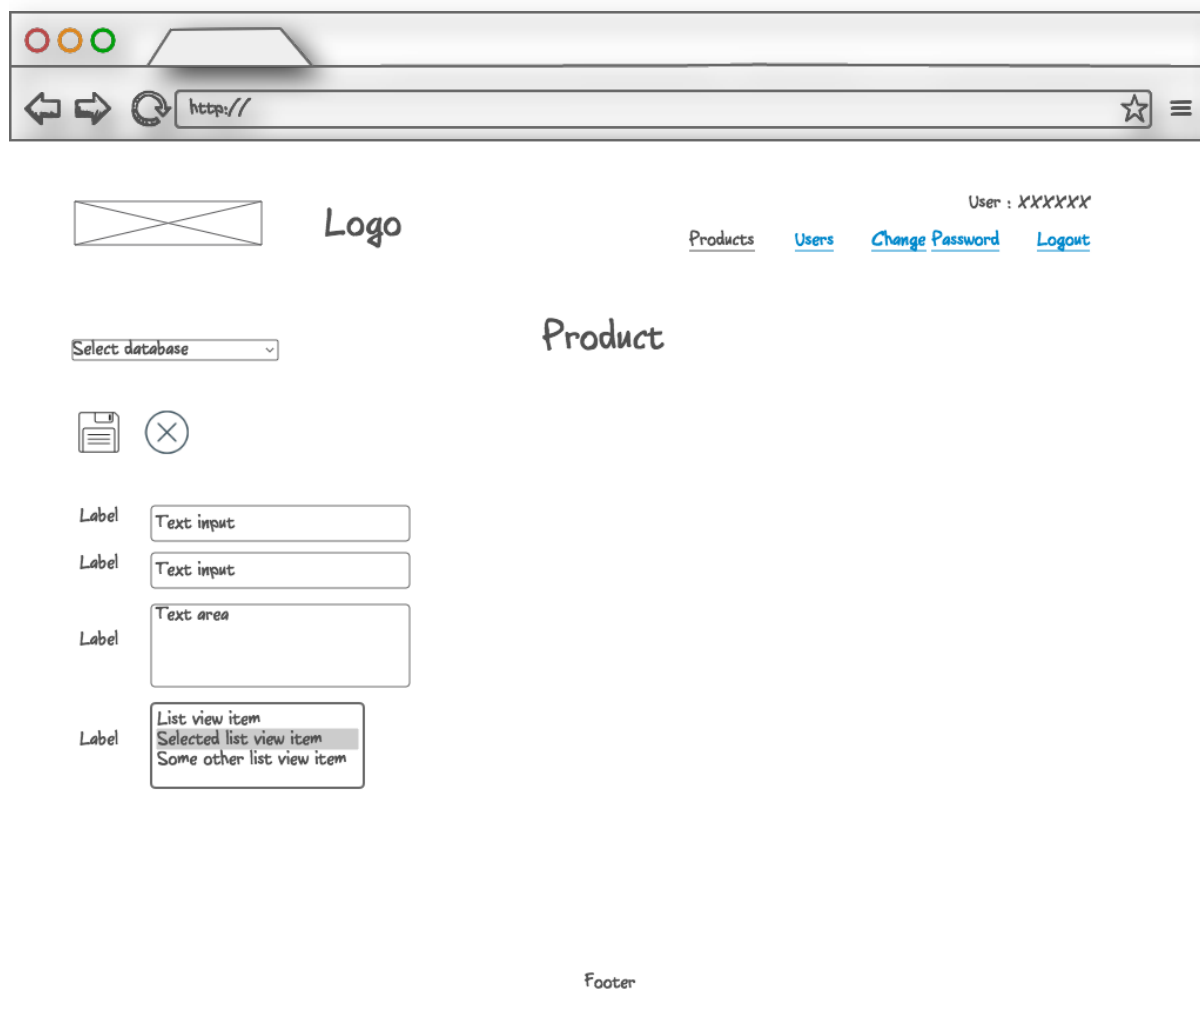 http://
Logo
User : XXXXXX
Products Users Change Password Logout
Product
Select database
Label Text input
Label Text input
Text area
Label
List view item
Label Selected list view item
Some other list view item
Footer